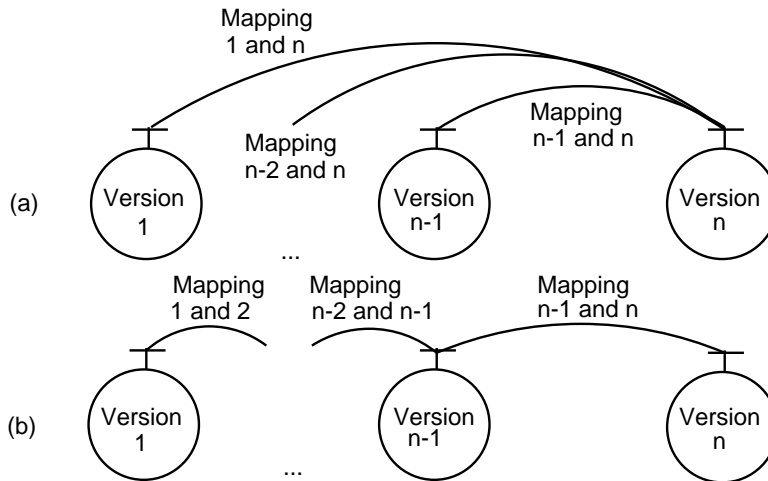 Mapping
1 and n
Mapping
n-2 and n
Mapping
n-1 and n
(a)
Version
1
Version
n-1
Version
n
...
Mapping
1 and 2
Mapping
n-2 and n-1
Mapping
n-1 and n
(b)
Version
1
Version
n-1
Version
n
...